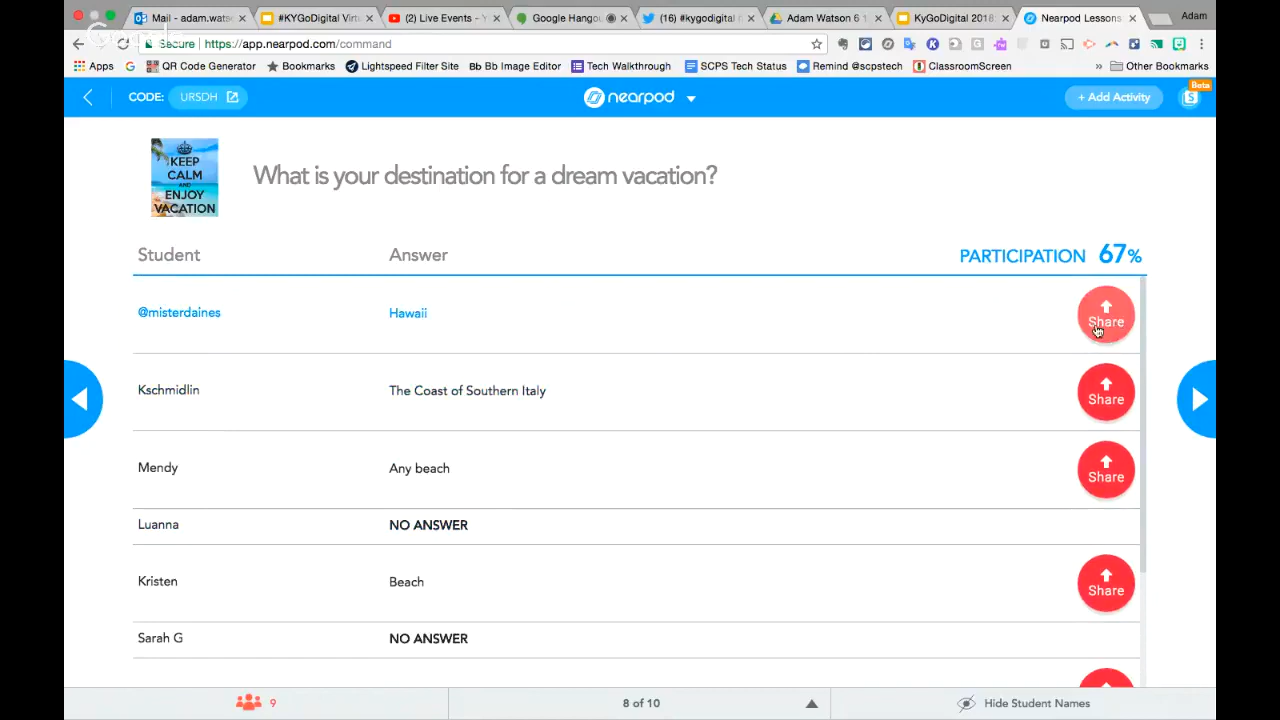 Mail - adam.wats
#KYGoDigital Virtu
(2) Live Events - Y
Google Hangou
(16) #kygodigital
Adam Watson 6 1
KyGoDigital 2018
Nearpod Lessons
Adam
Secure
https://app.nearpod.com/command
Apps
QR Code Generator
Bookmarks
Lightspeed Filter Site
Bb Bb Image Editor
Tech Walkthrough
SCPS Tech Status
Remind @scpstech
ClassroomScreen
»
Other Bookmarks
CODE: URSDH
nearpod
+ Add Activity
Beta
S
KEEP
CALM
AND
ENJOY
VACATION
What is your destination for a dream vacation?
Student Answer PARTICIPATION 67%
@misterdaines Hawaii Share
Kschmidlin The Coast of Southern Italy Share
Mendy Any beach Share
Luanna NO ANSWER
Kristen Beach Share
Sarah G NO ANSWER
9 8 of 10 Hide Student Names